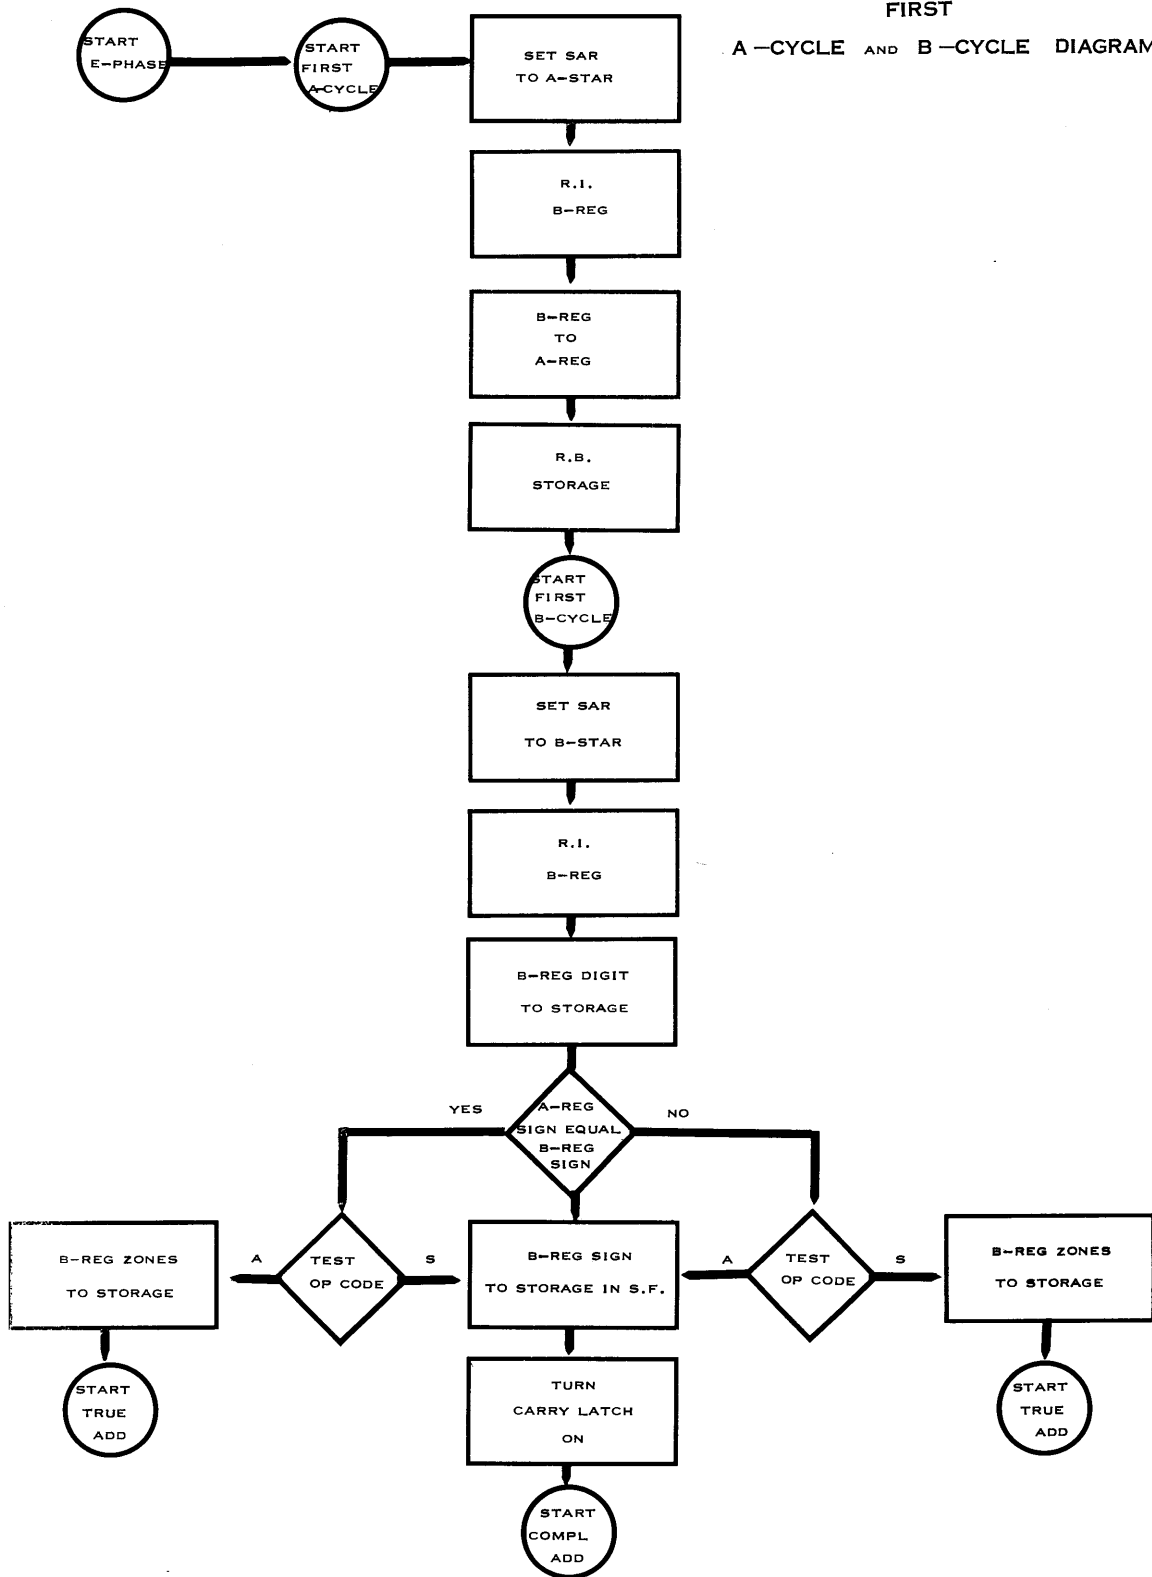 FIRST
A-CYCLE AND B-CYCLE DIAGRAM
START
E-PHASE
START
FIRST
A-CYCLE
SET SAR
TO A-STAR
R.I.
B-REG
B-REG
TO
A-REG
R.B.
STORAGE
START
FIRST
B-CYCLE
SET SAR
TO B-STAR
R.I.
B-REG
B-REG DIGIT
TO STORAGE
YES
A-REG
SIGN EQUAL
B-REG
SIGN
NO
B-REG ZONES
TO STORAGE
A
TEST
OP CODE
S
B-REG SIGN
TO STORAGE IN S.F.
A
TEST
OP CODE
S
B-REG ZONES
TO STORAGE
START
TRUE
ADD
TURN
CARRY LATCH
ON
START
TRUE
ADD
START
COMPL
ADD